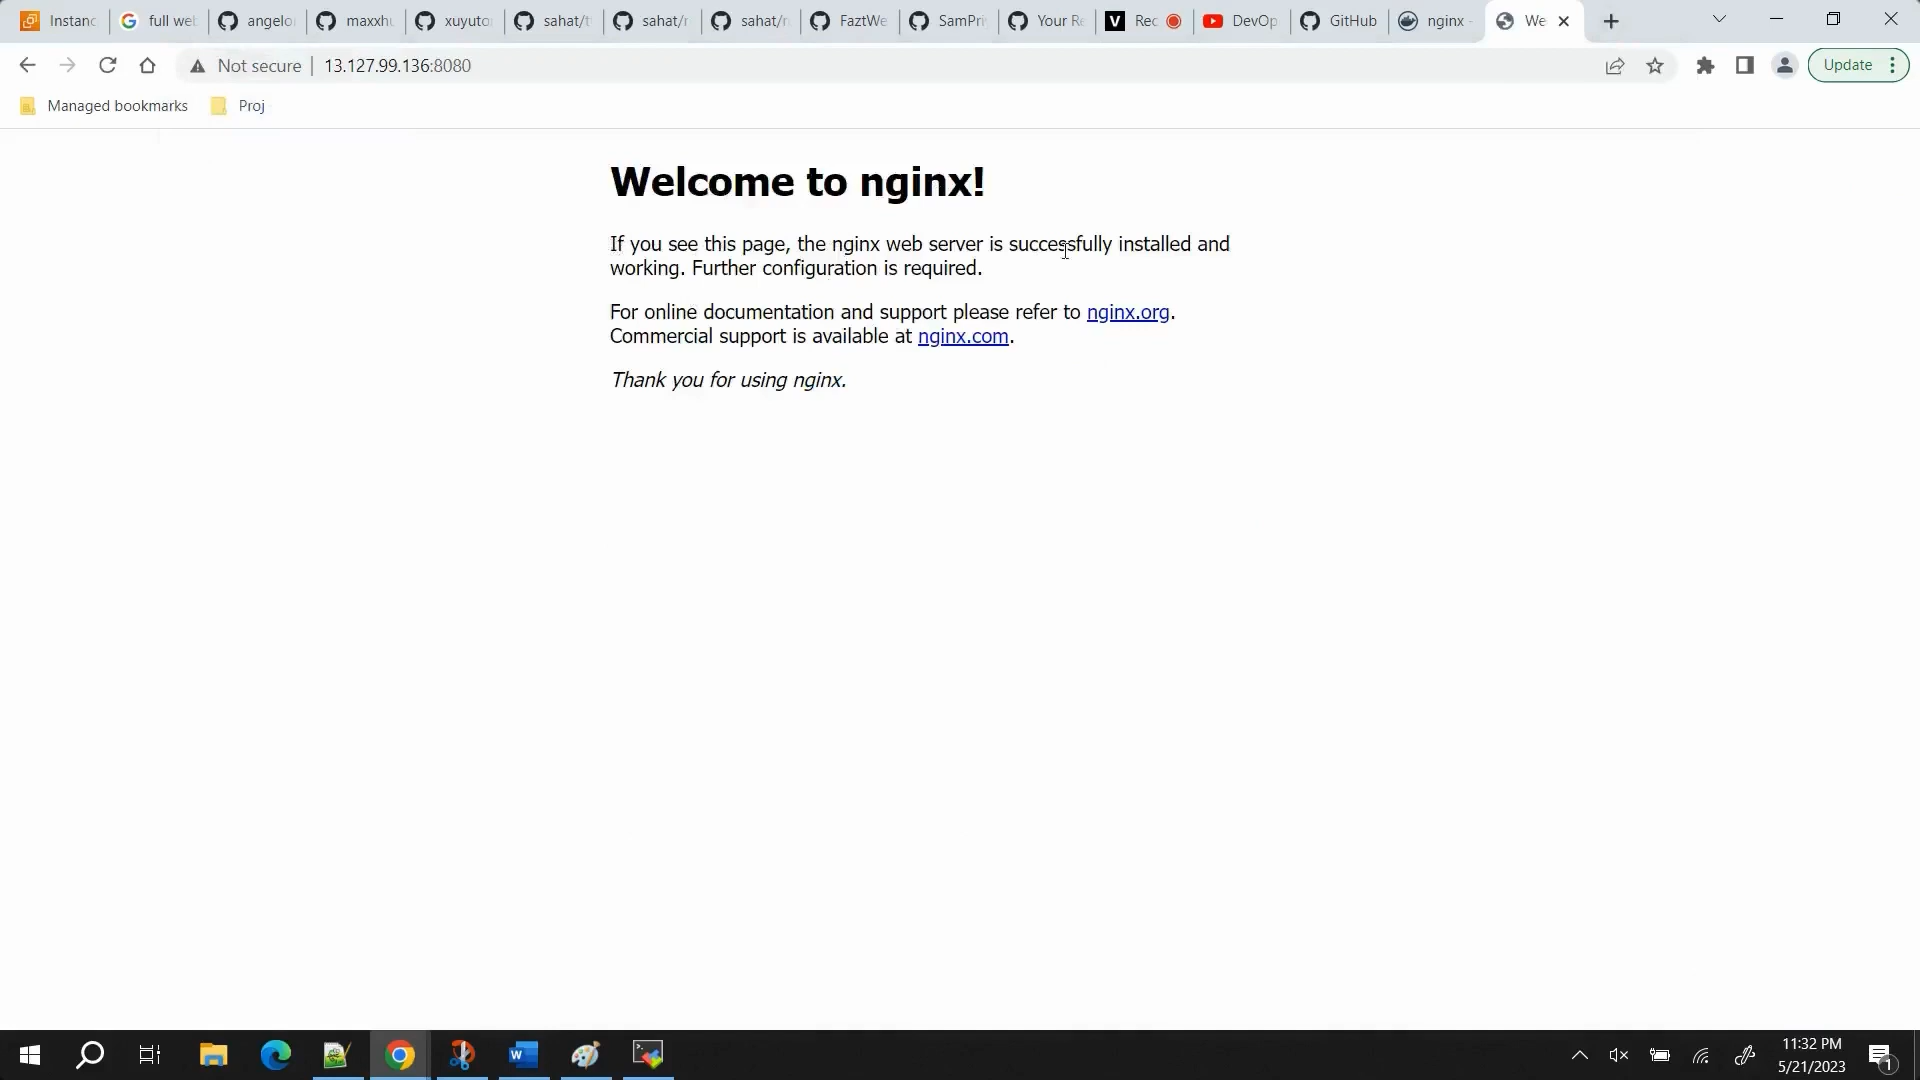 Instanc
full web
angelo
maxxhu
xuyuto
sahat/t
sahat/r
sahat/r
FaztWe
SamPri
Your Re
Rec
DevOp
GitHub
nginx -
We
Not secure
13.127.99.136:8080
Update
Managed bookmarks
Proj
Welcome to nginx!
If you see this page, the nginx web server is successfully installed and
working. Further configuration is required.
For online documentation and support please refer to nginx.org.
Commercial support is available at nginx.com.
Thank you for using nginx.
11:32 PM
5/21/2023
1